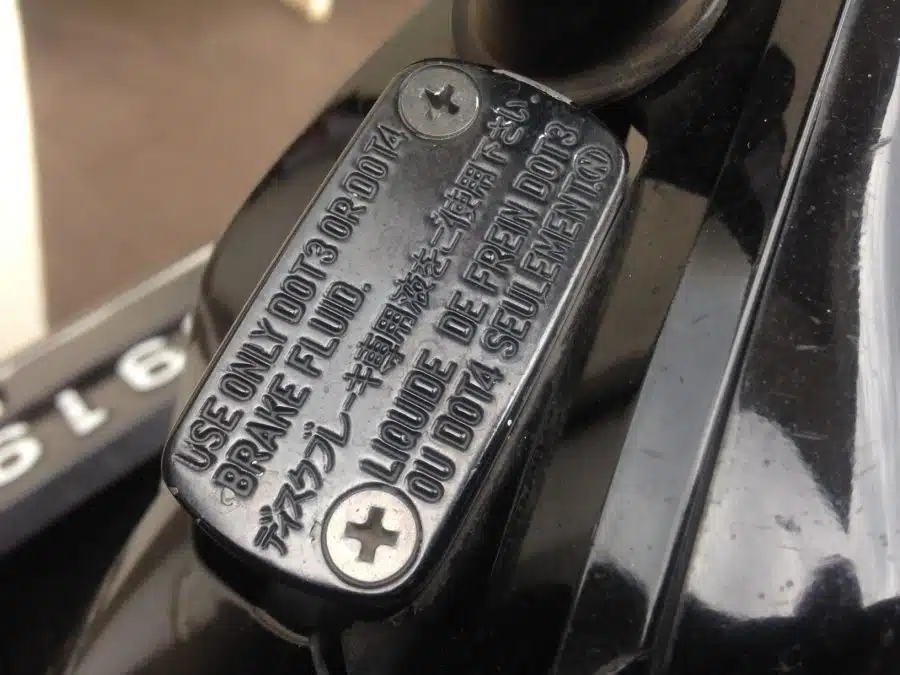 USE ONLY DOT3 OR DOT4
BRAKE FLUID.
ディスクブレーキ専用液をご使用下さい.
LIQUIDE DE FREIN DOT3
OU DOT4 SEULEMENT.Ⓝ
9191